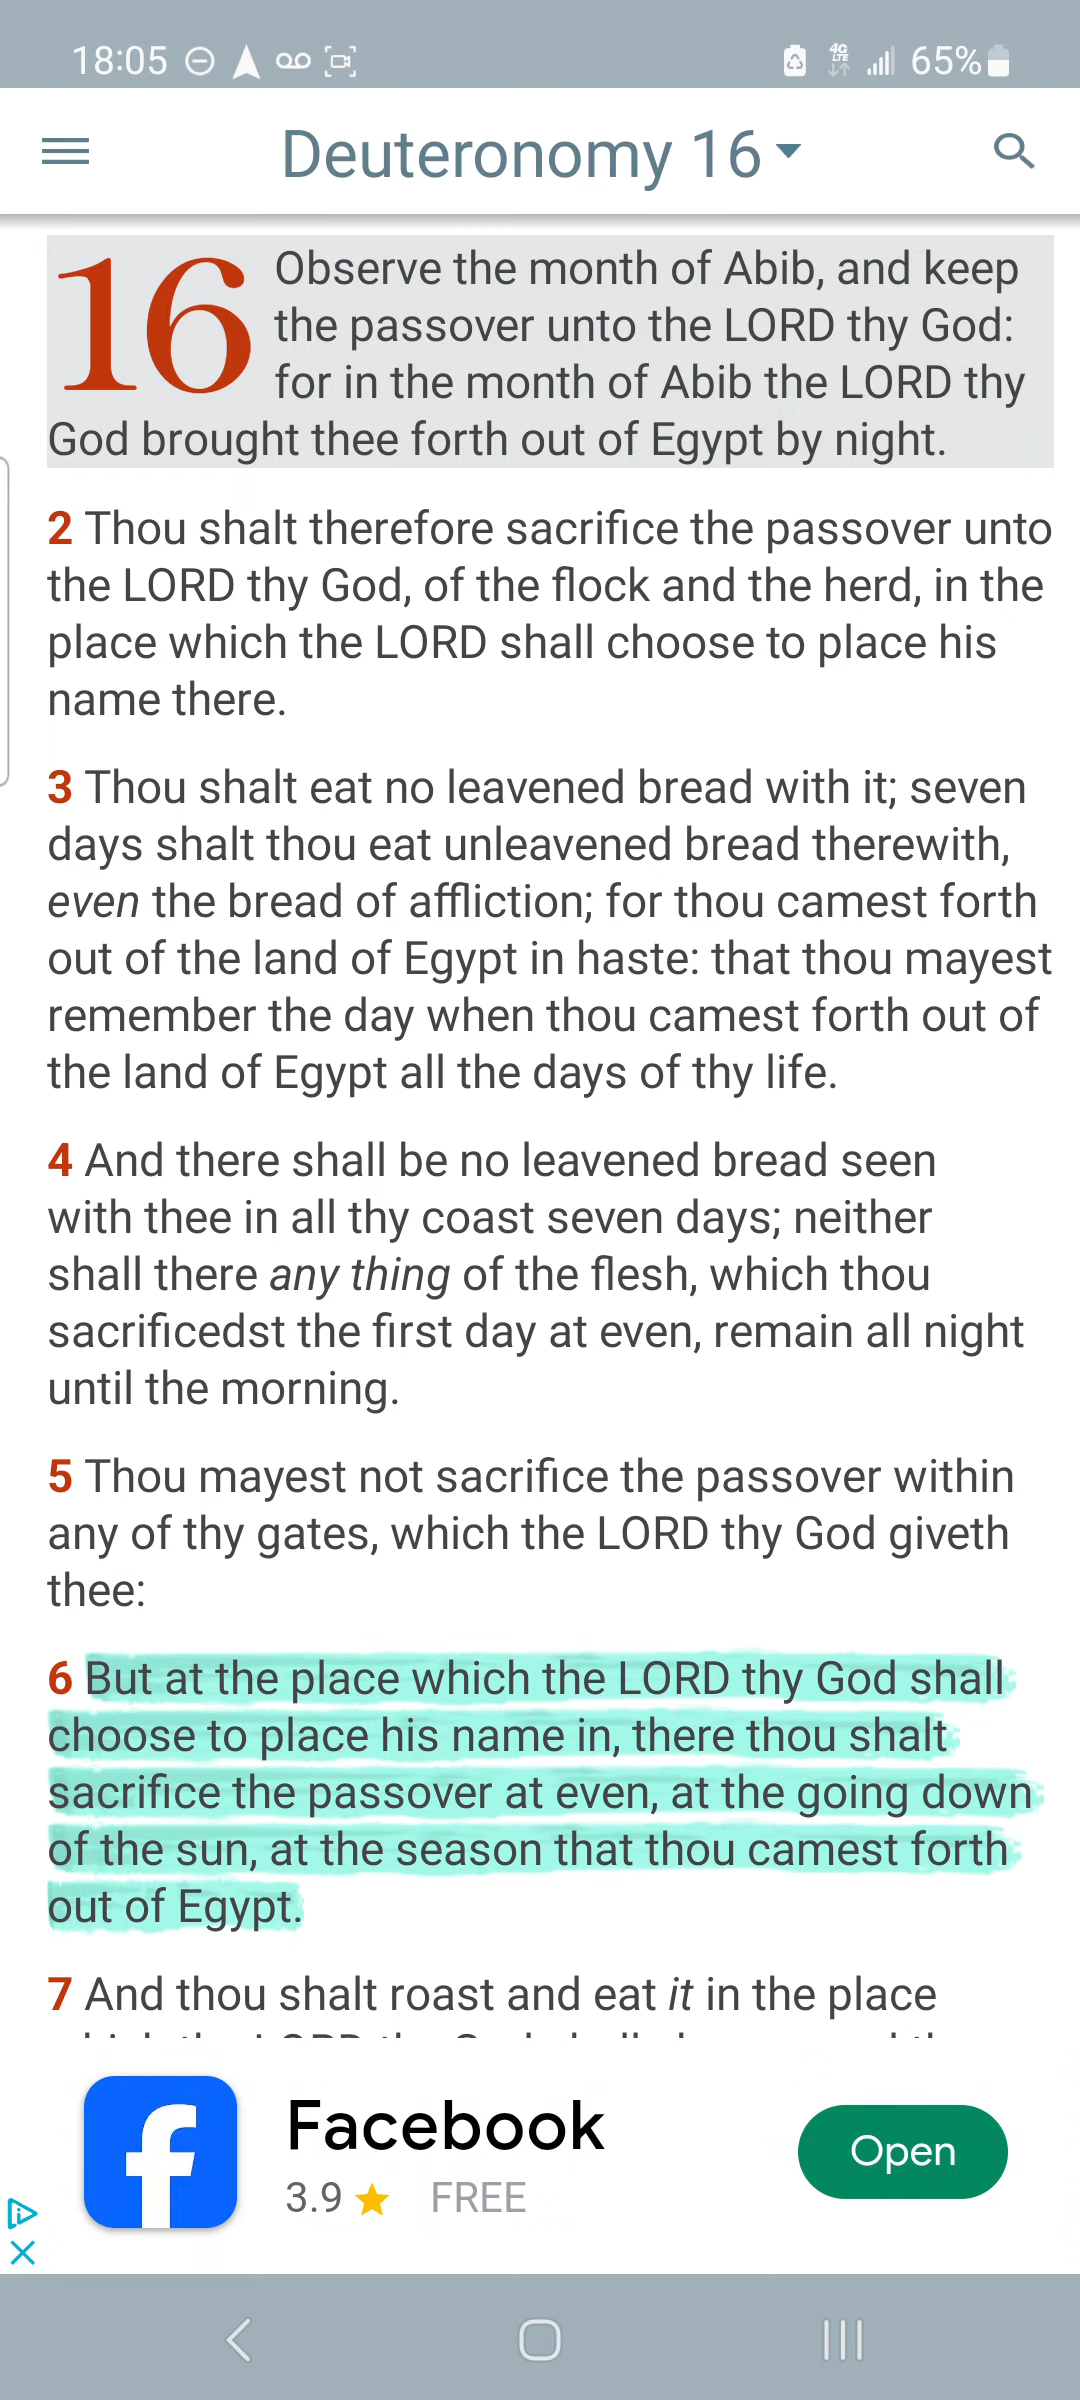 18:05
4G LTE
65%
Deuteronomy 16
16 Observe the month of Abib, and keep
the passover unto the LORD thy God:
for in the month of Abib the LORD thy
God brought thee forth out of Egypt by night.
2 Thou shalt therefore sacrifice the passover unto
the LORD thy God, of the flock and the herd, in the
place which the LORD shall choose to place his
name there.
3 Thou shalt eat no leavened bread with it; seven
days shalt thou eat unleavened bread therewith,
even the bread of affliction; for thou camest forth
out of the land of Egypt in haste: that thou mayest
remember the day when thou camest forth out of
the land of Egypt all the days of thy life.
4 And there shall be no leavened bread seen
with thee in all thy coast seven days; neither
shall there any thing of the flesh, which thou
sacrificedst the first day at even, remain all night
until the morning.
5 Thou mayest not sacrifice the passover within
any of thy gates, which the LORD thy God giveth
thee:
6 But at the place which the LORD thy God shall
choose to place his name in, there thou shalt
sacrifice the passover at even, at the going down
of the sun, at the season that thou camest forth
out of Egypt.
7 And thou shalt roast and eat it in the place
Facebook
3.9 FREE
Open